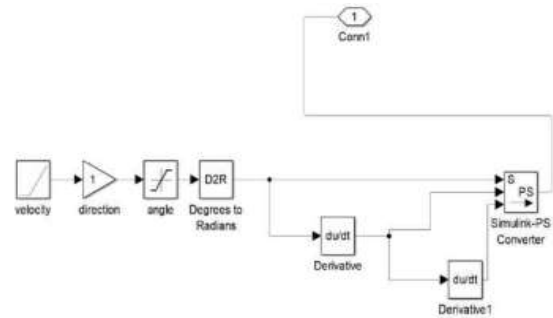 1
Conn1
1
D2R
S
PS
velocity
direction
angle
Degrees to
Radians
Simulink-PS
Converter
du/dt
Derivative
du/dt
Derivative1